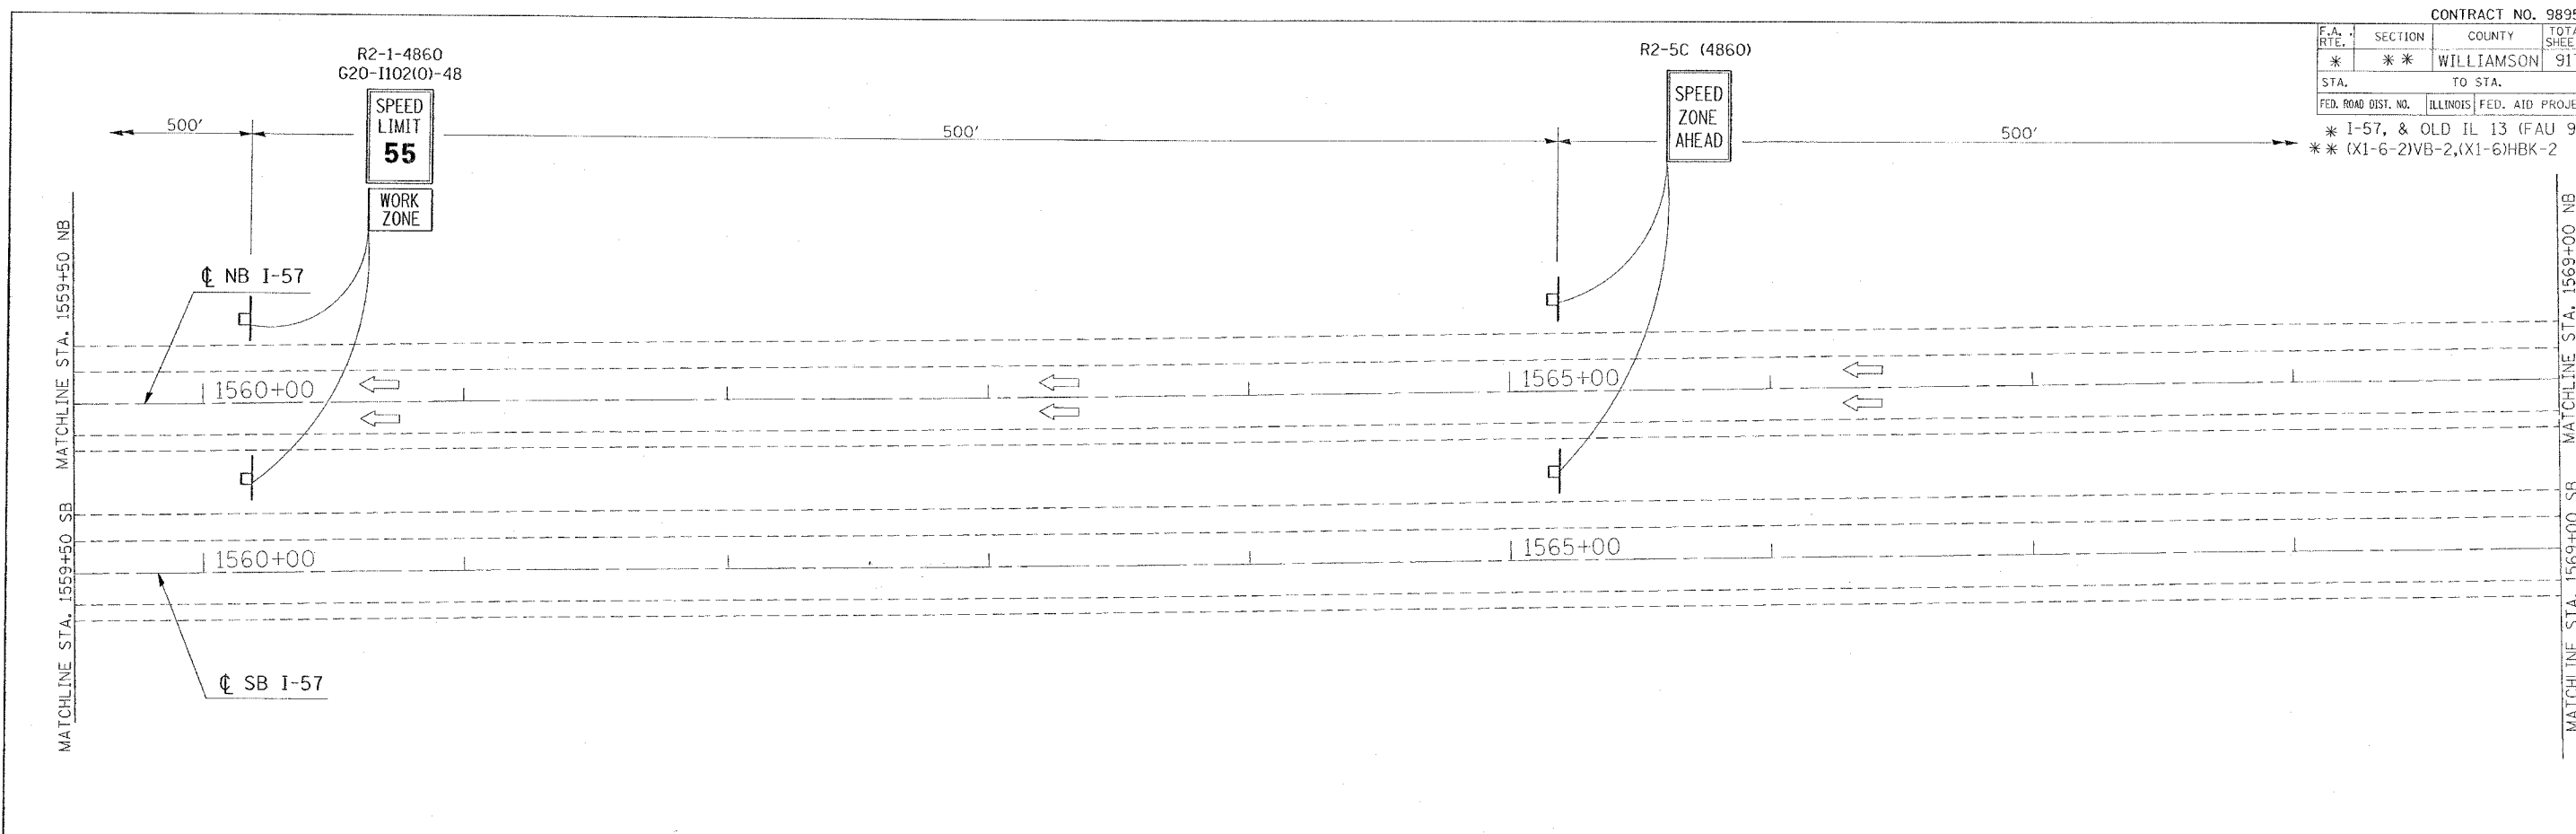 CONTRACT NO. 9895
F.A. RTE. SECTION COUNTY
* ** WILLIAMSON 917
STA. TO STA.
FED. ROAD DIST. NO. ILLINOIS FED. AID
* I-57, & OLD IL 13 (FAU 9
** (X1-6-2)VB-2,(X1-6)HBK-2
R2-1-4860
G20-I102(O)-48
SPEED
LIMIT
55
WORK
ZONE
R2-5C (4860)
SPEED
ZONE
AHEAD
500'
500'
500'
MATCHLINE STA. 1559+50 NB
MATCHLINE STA. 1569+00 NB
℄ NB I-57
1560+00
1565+00
MATCHLINE STA. 1559+50 SB
MATCHLINE STA. 1569+00 SB
1560+00
1565+00
℄ SB I-57